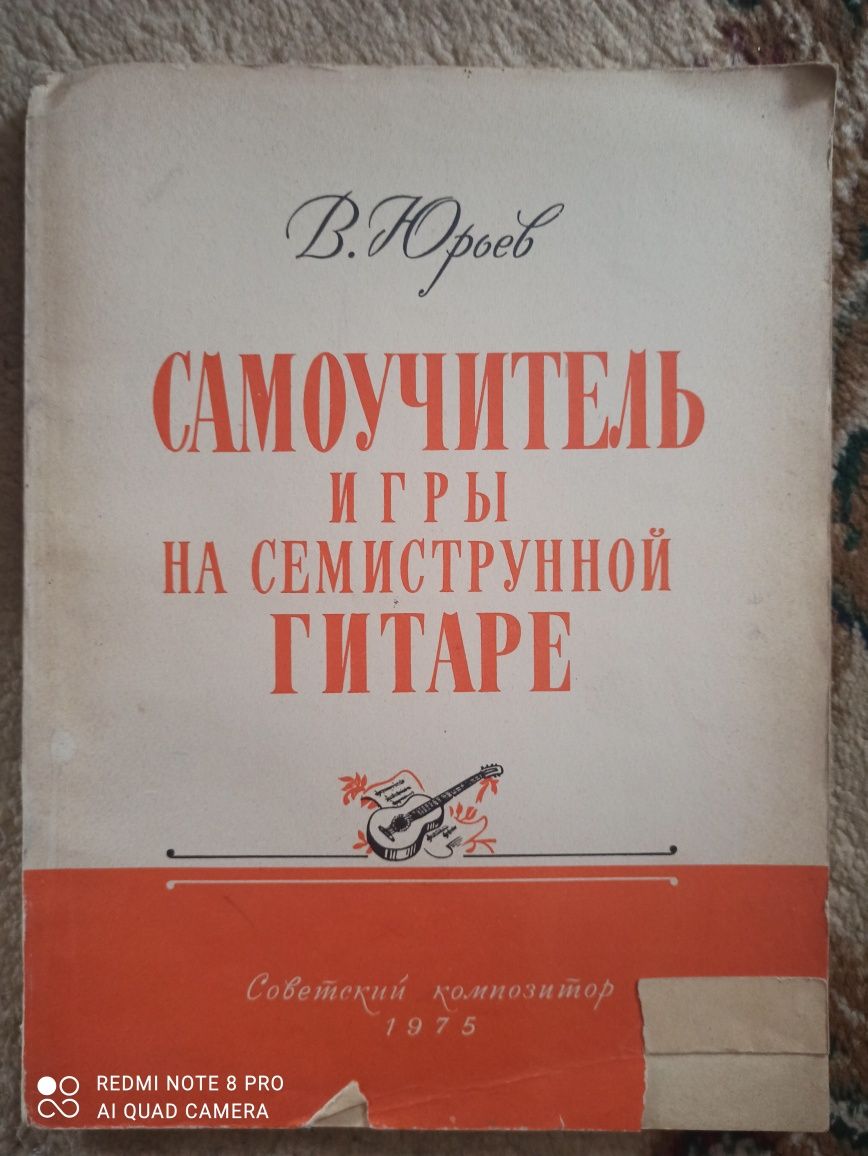 В. Юрьев
САМОУЧИТЕЛЬ
ИГРЫ
НА СЕМИСТРУННОЙ
ГИТАРЕ
Советский композитор
1975
REDMI NOTE 8 PRO
AI QUAD CAMERA